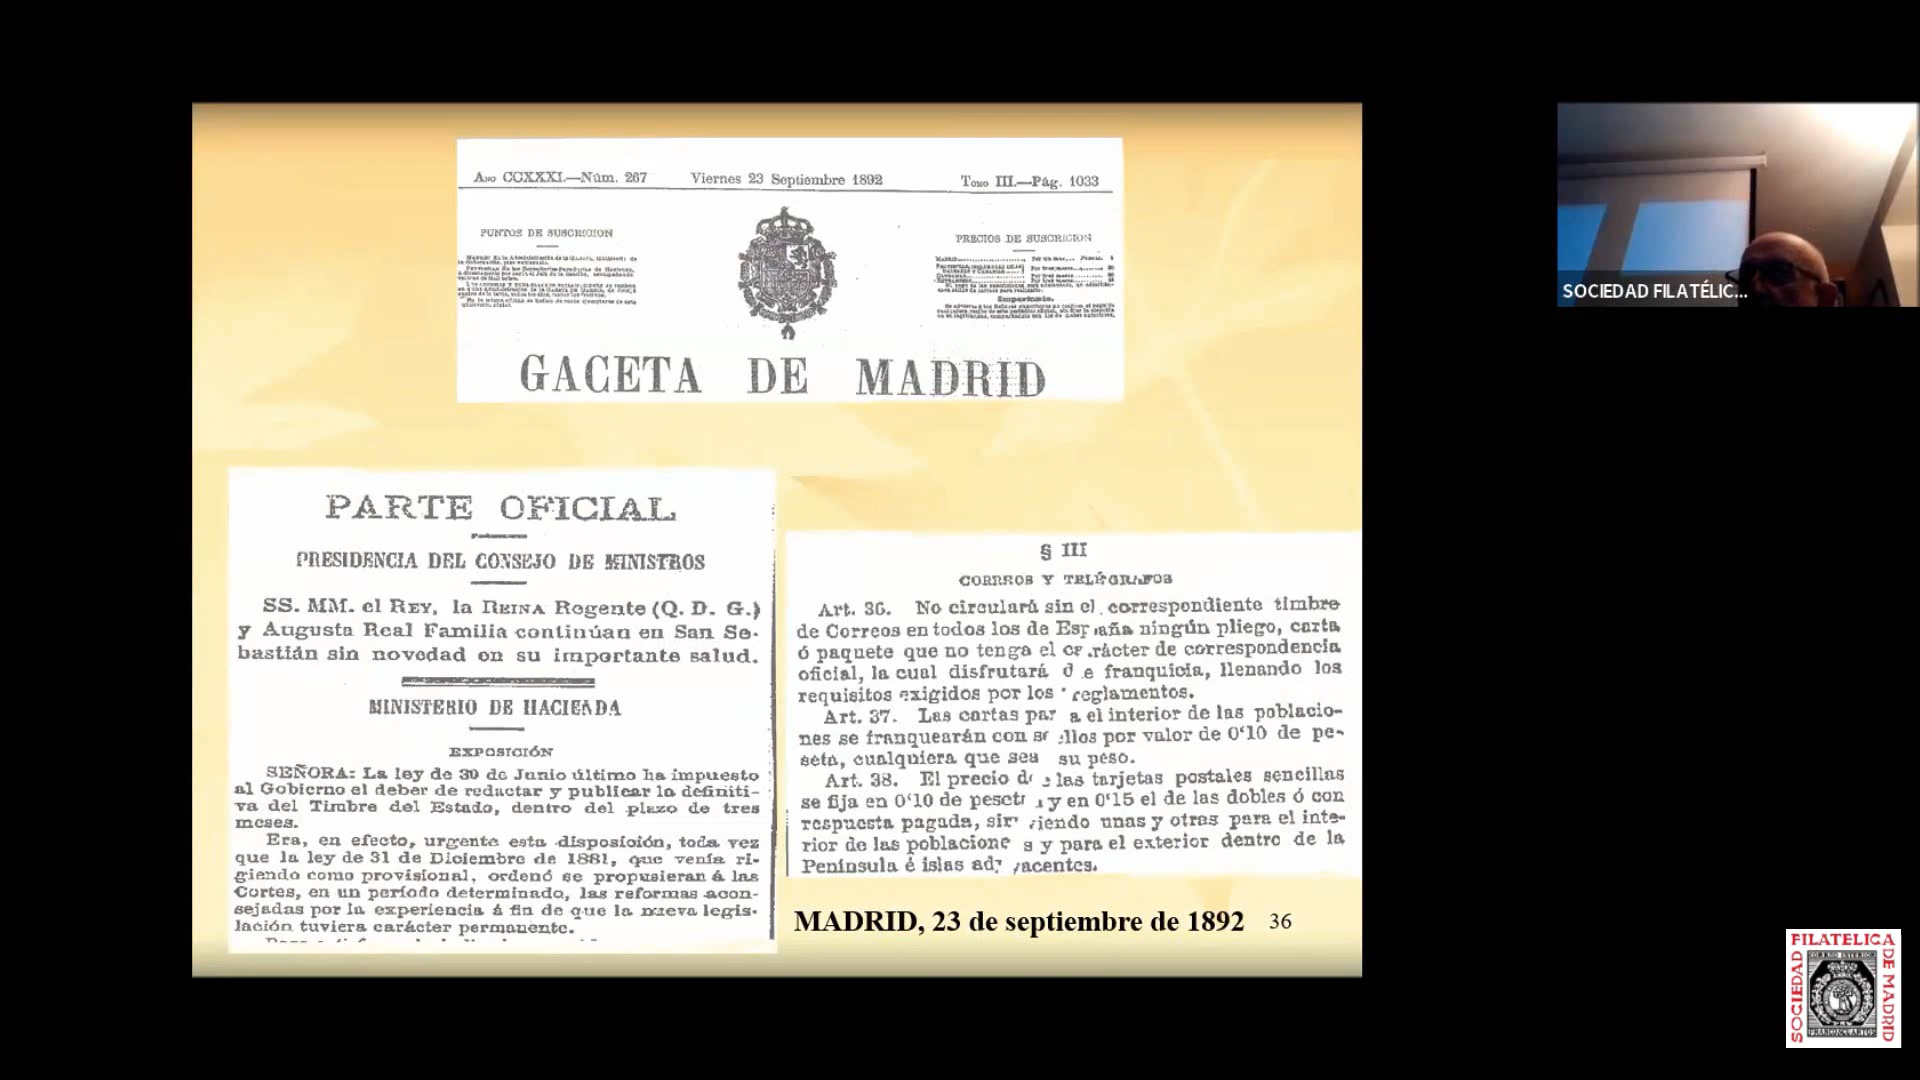 Año CCXXXI.—Núm. 267 Viernes 23 Septiembre 1892 Tomo III.—Pág. 1033
PUNTOS DE SUSCRICION
PRECIOS DE SUSCRICION
Importante.
GACETA DE MADRID
PARTE OFICIAL
PRESIDENCIA DEL CONSEJO DE MINISTROS
SS. MM. el REY, la REINA Regente (Q. D. G.)
y Augusta Real Familia continúan en San Se-
bastián sin novedad en su importante salud.
MINISTERIO DE HACIENDA
EXPOSICIÓN
SEÑORA: La ley de 30 de Junio último ha impuesto
al Gobierno el deber de redactar y publicar la definiti-
va del Timbre del Estado, dentro del plazo de tres
meses.
Era, en efecto, urgente esta disposición, toda vez
que la ley de 31 de Diciembre de 1881, que venía ri-
giendo como provisional, ordenó se propusieran á las
Cortes, en un período determinado, las reformas acon-
sejadas por la experiencia á fin de que la nueva legis-
lación tuviera carácter permanente.
§ III
CORREOS Y TELÉGRAFOS
Art. 36. No circulará sin el correspondiente timbre
de Correos en todos los de España ningún pliego, carta
ó paquete que no tenga el carácter de correspondencia
oficial, la cual disfrutará de franquicia, llenando los
requisitos exigidos por los reglamentos.
Art. 37. Las cartas para el interior de las poblacio-
nes se franquearán con sellos por valor de 0'10 de pe-
seta, cualquiera que sea su peso.
Art. 38. El precio de las tarjetas postales sencillas
se fija en 0'10 de peseta y en 0'15 el de las dobles ó con
respuesta pagada, sirviendo unas y otras para el inte-
rior de las poblaciones y para el exterior dentro de la
Península é islas adyacentes.
MADRID, 23 de septiembre de 1892 36
SOCIEDAD FILATÉLIC...
SOCIEDAD
FILATELICA
DE MADRID
CORREO INTERIOR
FRANCO CUARTOS